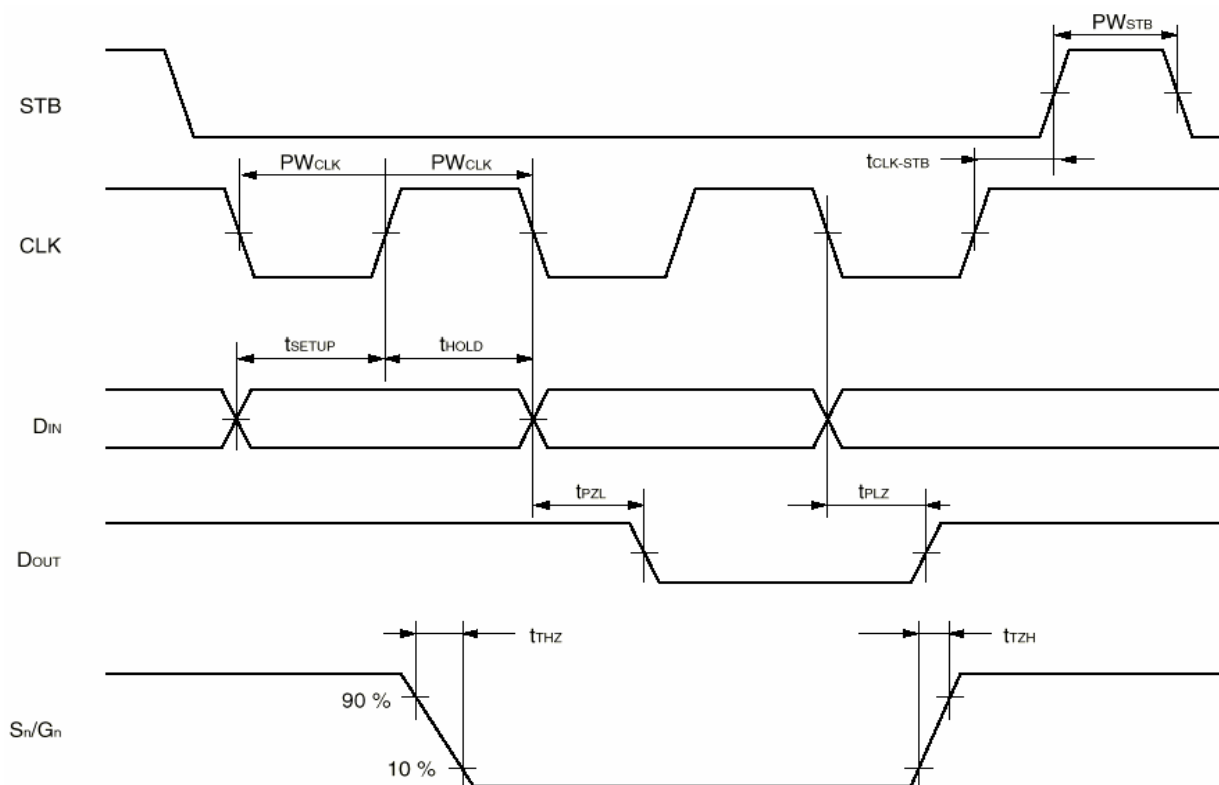 PWSTB
STB
tCLK-STB
PWCLK PWCLK
CLK
tSETUP tHOLD
DIN
tPZL tPLZ
DOUT
tTHZ tTZH
90 %
Sn/Gn
10 %